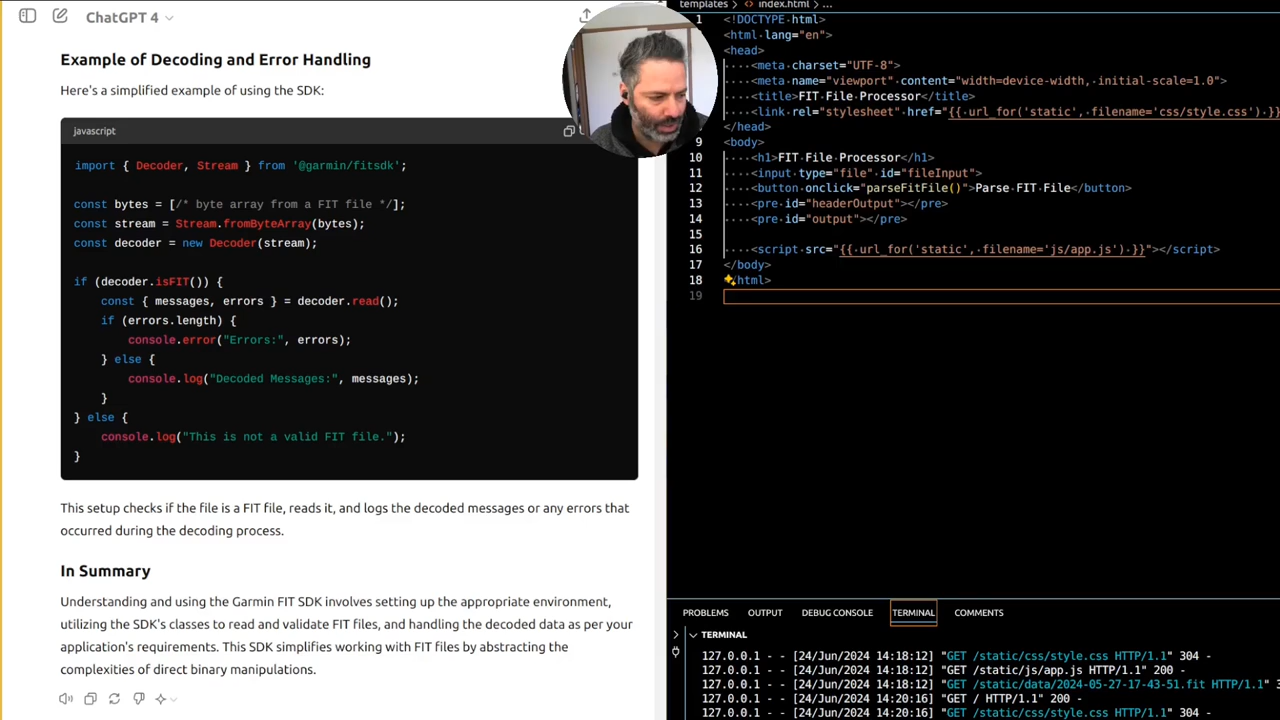 ChatGPT 4
Example of Decoding and Error Handling
Here's a simplified example of using the SDK:
javascript
import { Decoder, Stream } from '@garmin/fitsdk';
const bytes = [/* byte array from a FIT file */];
const stream = Stream.fromByteArray(bytes);
const decoder = new Decoder(stream);
if (decoder.isFIT()) {
const { messages, errors } = decoder.read();
if (errors.length) {
console.error("Errors:", errors);
} else {
console.log("Decoded Messages:", messages);
}
} else {
console.log("This is not a valid FIT file.");
}
This setup checks if the file is a FIT file, reads it, and logs the decoded messages or any errors that
occurred during the decoding process.
In Summary
Understanding and using the Garmin FIT SDK involves setting up the appropriate environment,
utilizing the SDK's classes to read and validate FIT files, and handling the decoded data as per your
application's requirements. This SDK simplifies working with FIT files by abstracting the
complexities of direct binary manipulations.
templates > <> index.html > ...
1 <!DOCTYPE html>
<html lang="en">
<head>
····<meta charset="UTF-8">
····<meta name="viewport" content="width=device-width, initial-scale=1.0">
····<title>FIT·File·Processor</title>
····<link rel="stylesheet" href="{{·url_for('static',·filename='css/style.css')·}}
</head>
9 <body>
10 ····<h1>FIT·File·Processor</h1>
11 ····<input type="file" id="fileInput">
12 ····<button onclick="parseFitFile()">Parse·FIT·File</button>
13 ····<pre id="headerOutput"></pre>
14 ····<pre id="output"></pre>
15
16 ····<script src="{{·url_for('static',·filename='js/app.js')·}}"></script>
17 </body>
18 /html>
19
PROBLEMS OUTPUT DEBUG CONSOLE TERMINAL COMMENTS
TERMINAL
127.0.0.1 - - [24/Jun/2024 14:18:12] "GET /static/css/style.css HTTP/1.1" 304 -
127.0.0.1 - - [24/Jun/2024 14:18:12] "GET /static/js/app.js HTTP/1.1" 200 -
127.0.0.1 - - [24/Jun/2024 14:18:12] "GET /static/data/2024-05-27-17-43-51.fit HTTP/1.1" 3
127.0.0.1 - - [24/Jun/2024 14:20:16] "GET / HTTP/1.1" 200 -
127.0.0.1 - - [24/Jun/2024 14:20:16] "GET /static/css/style.css HTTP/1.1" 304 -